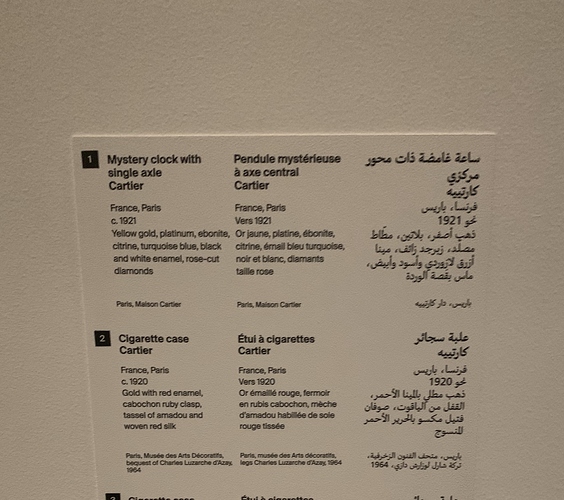 1
Mystery clock with
single axle
Cartier
France, Paris
c. 1921
Yellow gold, platinum, ebonite,
citrine, turquoise blue, black
and white enamel, rose-cut
diamonds
Paris, Maison Cartier
Pendule mystérieuse
à axe central
Cartier
France, Paris
Vers 1921
Or jaune, platine, ébonite,
citrine, émail bleu turquoise,
noir et blanc, diamants
taille rose
Paris, Maison Cartier
ساعة غامضة ذات محور
مركزي
كارتييه
فرنسا، باريس
نحو 1921
ذهب أصفر، بلاتين، مطّاط
مصلّد، زبرجد زائف، مينا
أزرق لازوردي وأسود وأبيض،
ماس بقصة الوردة
باريس، دار كارتييه
2
Cigarette case
Cartier
France, Paris
c. 1920
Gold with red enamel,
cabochon ruby clasp,
tassel of amadou and
woven red silk
Paris, Musée des Arts Décoratifs,
bequest of Charles Luzarche d'Azay,
1964
Étui à cigarettes
Cartier
France, Paris
Vers 1920
Or émaillé rouge, fermoir
en rubis cabochon, mèche
d'amadou habillée de soie
rouge tissée
Paris, musée des Arts décoratifs,
legs Charles Luzarche d'Azay, 1964
علبة سجائر
كارتييه
فرنسا، باريس
نحو 1920
ذهب مطلي بالمينا الأحمر،
القفل من الياقوت، صوفان
فتيل مكسو بالحرير الأحمر
المنسوج
باريس، متحف الفنون الزخرفية،
تركة شارل لوزارش دازي، 1964
3
Cigarette case
Étui à cigarettes
علبة سجائر